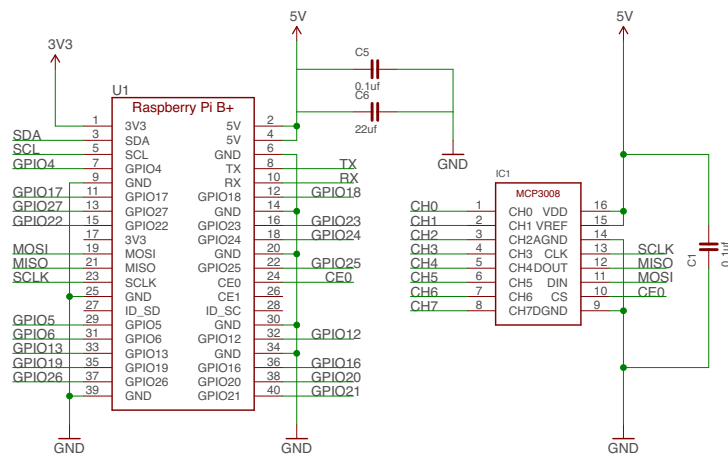 5V
5V
3V3
C5
0.1uf
C6
22uf
GND
U1
Raspberry Pi B+
1 3V3 5V 2
SDA 3 SDA 5V 4
SCL 5 SCL GND 6
GPIO4 7 GPIO4 TX 8 TX
9 GND RX 10 RX
GPIO17 11 GPIO17 GPIO18 12 GPIO18
GPIO27 13 GPIO27 GND 14
GPIO22 15 GPIO22 GPIO23 16 GPIO23
17 3V3 GPIO24 18 GPIO24
MOSI 19 MOSI GND 20
MISO 21 MISO GPIO25 22 GPIO25
SCLK 23 SCLK CE0 24 CE0
25 GND CE1 26
27 ID_SD ID_SC 28
GPIO5 29 GPIO5 GND 30
GPIO6 31 GPIO6 GPIO12 32 GPIO12
GPIO13 33 GPIO13 GND 34
GPIO19 35 GPIO19 GPIO16 36 GPIO16
GPIO26 37 GPIO26 GPIO20 38 GPIO20
39 GND GPIO21 40 GPIO21
GND
GND
IC1
MCP3008
CH0 1 CH0 VDD 16
CH1 2 CH1 VREF 15
CH2 3 CH2 AGND 14
CH3 4 CH3 CLK 13 SCLK
CH4 5 CH4 DOUT 12 MISO
CH5 6 CH5 DIN 11 MOSI
CH6 7 CH6 CS 10 CE0
CH7 8 CH7 DGND 9
C1
0.1uf
GND